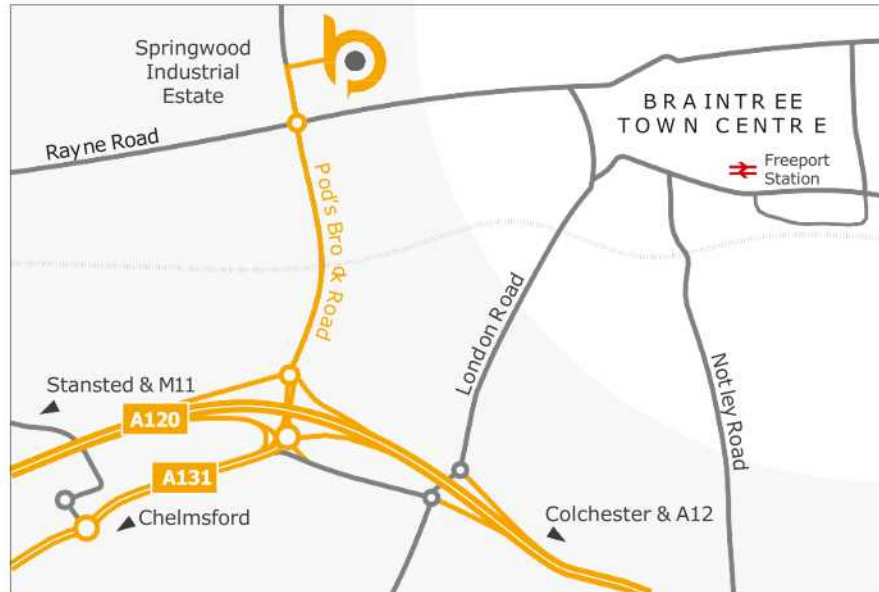 Springwood
Industrial
Estate
BRAINTREE
TOWN CENTRE
Rayne Road
Freeport
Station
Pod's Brook Road
London Road
Stansted & M11
Notley Road
A120
A131
Chelmsford
Colchester & A12